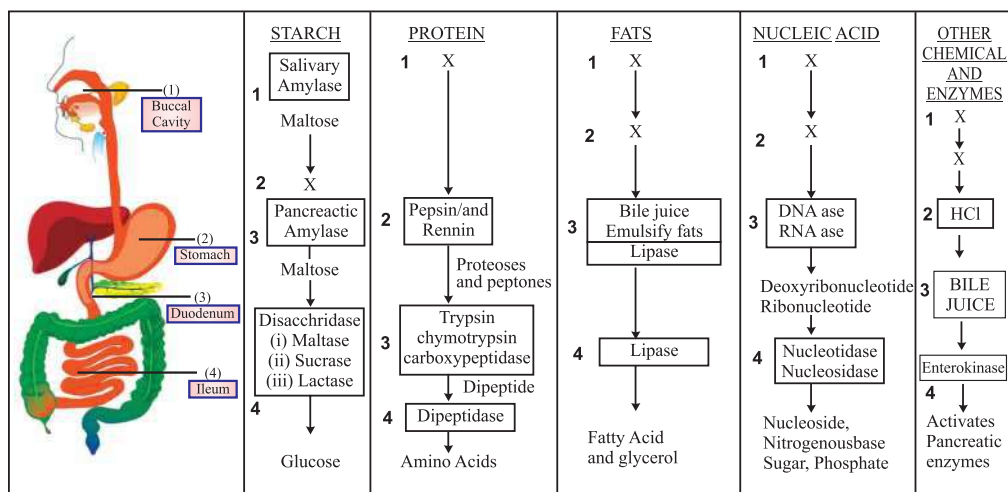 (1)
Buccal
Cavity
(2)
Stomach
(3)
Duodenum
(4)
Ileum
STARCH
Salivary
Amylase
1
Maltose
2
X
Pancreactic
3
Amylase
Maltose
Disacchridase
(i) Maltase
(ii) Sucrase
(iii) Lactase
4
Glucose
PROTEIN
1 X
2 Pepsin/and
Rennin
Proteoses
and peptones
Trypsin
3 chymotrypsin
carboxypeptidase
Dipeptide
4 Dipeptidase
Amino Acids
FATS
1 X
2 X
Bile juice
3 Emulsify fats
Lipase
4 Lipase
Fatty Acid
and glycerol
NUCLEIC ACID
1 X
2 X
3 DNA ase
RNA ase
Deoxyribonucleotide
Ribonucleotide
4 Nucleotidase
Nucleosidase
Nucleoside,
Nitrogenousbase
Sugar, Phosphate
OTHER
CHEMICAL
AND
ENZYMES
1 X
X
2 HCl
3 BILE
JUICE
Enterokinase
4
Activates
Pancreatic
enzymes